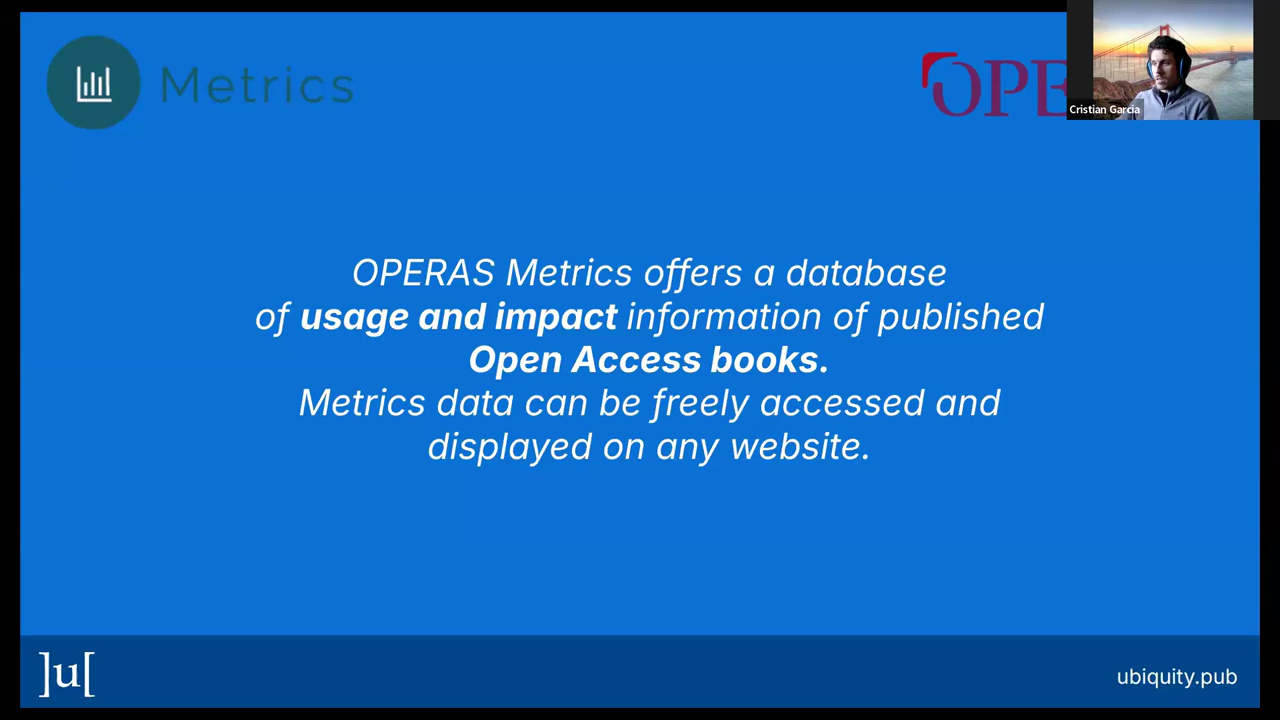 Metrics
OPE
Cristian Garcia
OPERAS Metrics offers a database
of usage and impact information of published
Open Access books.
Metrics data can be freely accessed and
displayed on any website.
]u[
ubiquity.pub